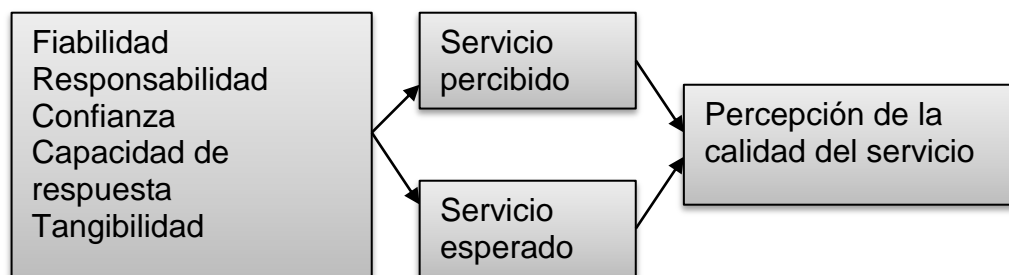 Fiabilidad
Responsabilidad
Confianza
Capacidad de
respuesta
Tangibilidad
Servicio
percibido
Servicio
esperado
Percepción de la
calidad del servicio